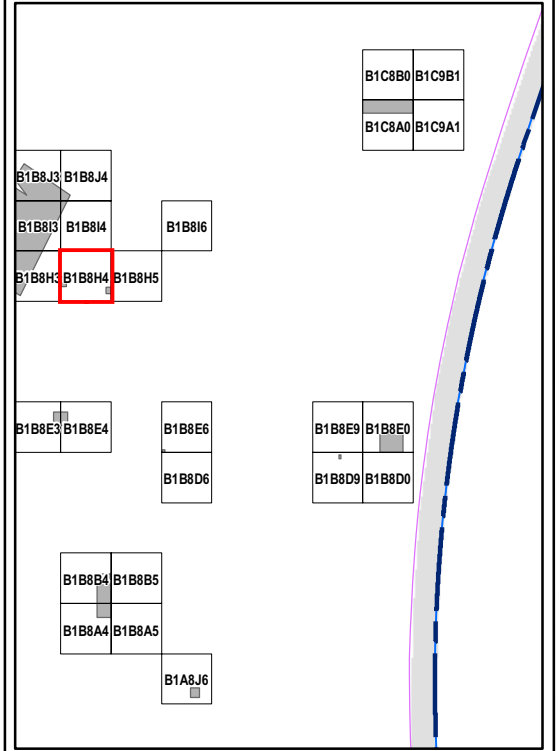 B1C8B0 B1C9B1
B1C8A0 B1C9A1
B1B8J3 B1B8J4
B1B8I3 B1B8I4 B1B8I6
B1B8H3 B1B8H4 B1B8H5
B1B8E3 B1B8E4 B1B8E6 B1B8E9 B1B8E0
B1B8D6 B1B8D9 B1B8D0
B1B8B4 B1B8B5
B1B8A4 B1B8A5
B1A8J6